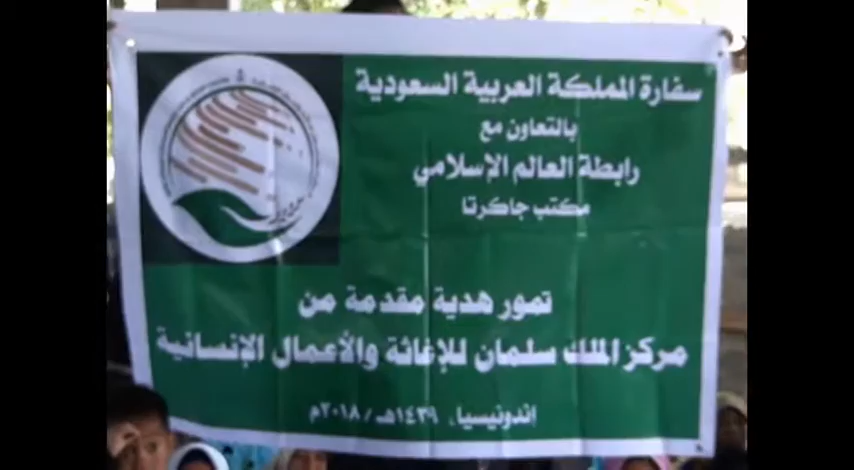 سفارة المملكة العربية السعودية
بالتعاون مع
رابطة العالم الإسلامي
مكتب جاكرتا
تمور هدية مقدمة من
مركز الملك سلمان للإغاثة والأعمال الإنسانية
إندونيسيا، ١٤٣٩هـ / ٢٠١٨م